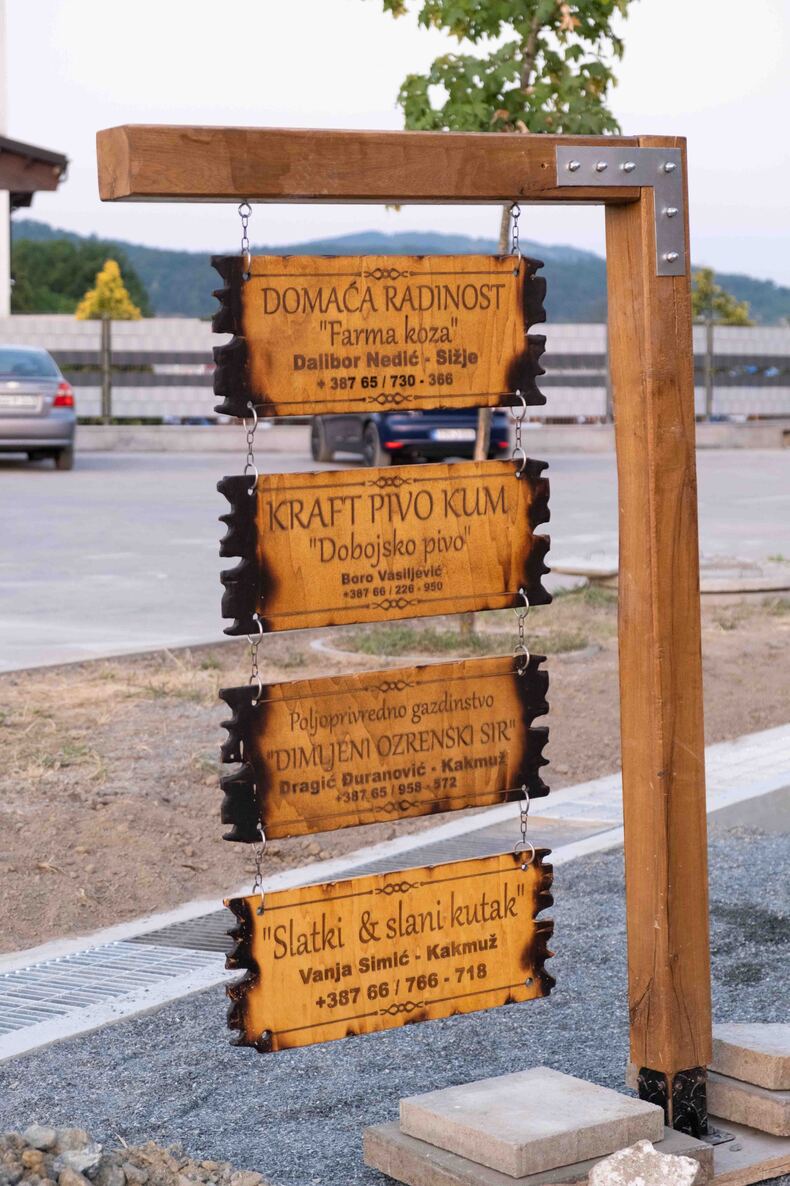 DOMAĆA RADINOST
"Farma koza"
Dalibor Nedić - Sižje
+ 387 65 / 730 - 366
KRAFT PIVO KUM
"Dobojsko pivo"
Boro Vasiljević
+387 66 / 226 - 950
Poljoprivredno gazdinstvo
"DIMLJENI OZRENSKI SIR"
Dragić Đuranović - Kakmuž
+387 65 / 958 - 572
"Slatki & slani kutak"
Vanja Simić - Kakmuž
+387 66 / 766 - 718